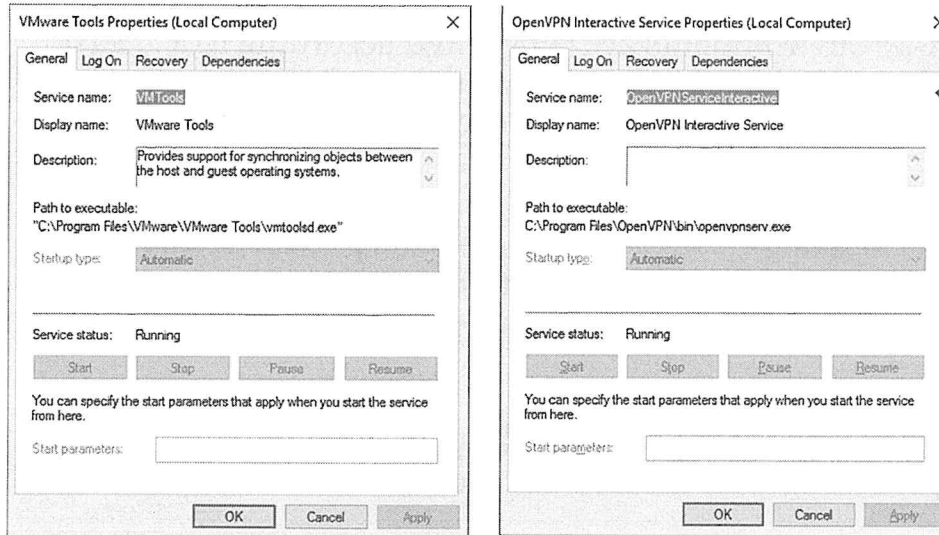 VMware Tools Properties (Local Computer)
General Log On Recovery Dependencies
Service name: VMTools
Display name: VMware Tools
Description: Provides support for synchronizing objects between
the host and guest operating systems.
Path to executable:
"C:\Program Files\VMware\VMware Tools\vmtoolsd.exe"
Startup type: Automatic
Service status: Running
Start Stop Pause Resume
You can specify the start parameters that apply when you start the service
from here.
Start parameters:
OK Cancel Apply
OpenVPN Interactive Service Properties (Local Computer)
General Log On Recovery Dependencies
Service name: OpenVPNServiceInteractive
Display name: OpenVPN Interactive Service
Description:
Path to executable:
C:\Program Files\OpenVPN\bin\openvpnserv.exe
Startup type: Automatic
Service status: Running
Start Stop Pause Resume
You can specify the start parameters that apply when you start the service
from here.
Start parameters:
OK Cancel Apply